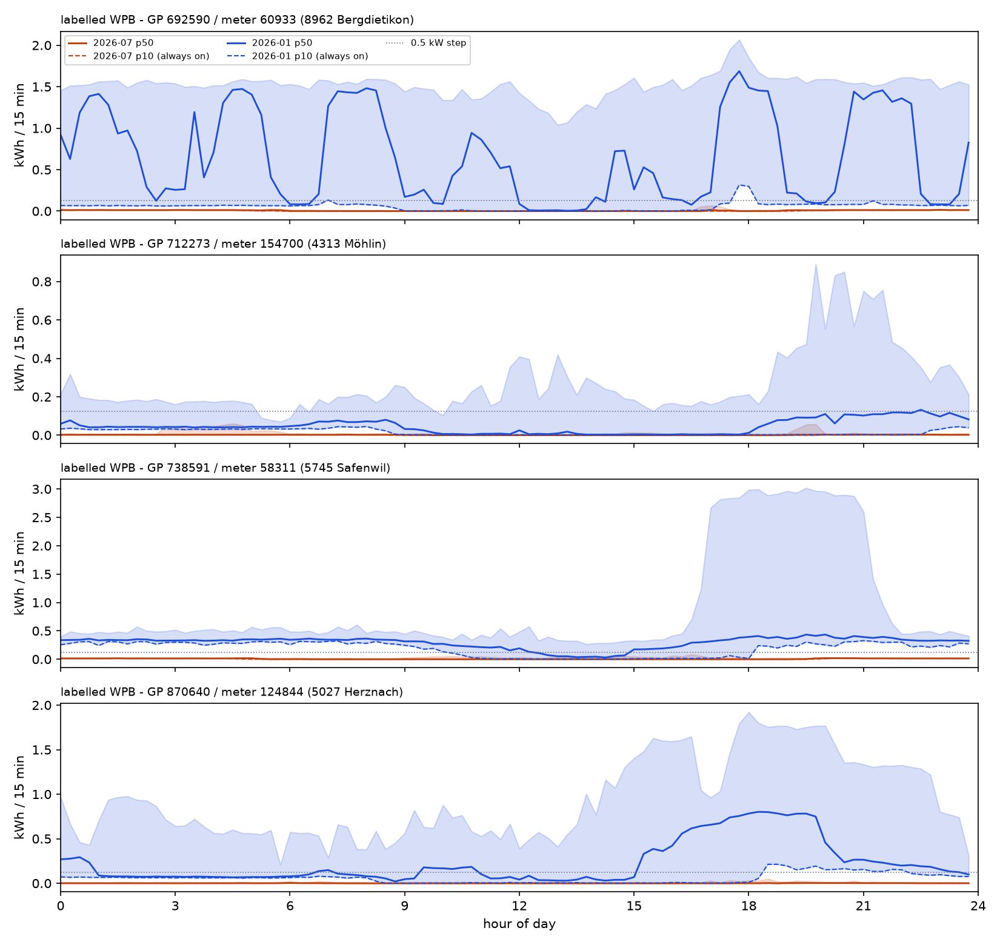 labelled WPB - GP 692590 / meter 60933 (8962 Bergdietikon)
2026-07 p50
2026-07 p10 (always on)
2026-01 p50
2026-01 p10 (always on)
0.5 kW step
kWh / 15 min
2.0
1.5
1.0
0.5
0.0
labelled WPB - GP 712273 / meter 154700 (4313 Möhlin)
kWh / 15 min
0.8
0.6
0.4
0.2
0.0
labelled WPB - GP 738591 / meter 58311 (5745 Safenwil)
kWh / 15 min
3.0
2.5
2.0
1.5
1.0
0.5
0.0
labelled WPB - GP 870640 / meter 124844 (5027 Herznach)
kWh / 15 min
2.0
1.5
1.0
0.5
0.0
0 3 6 9 12 15 18 21 24
hour of day